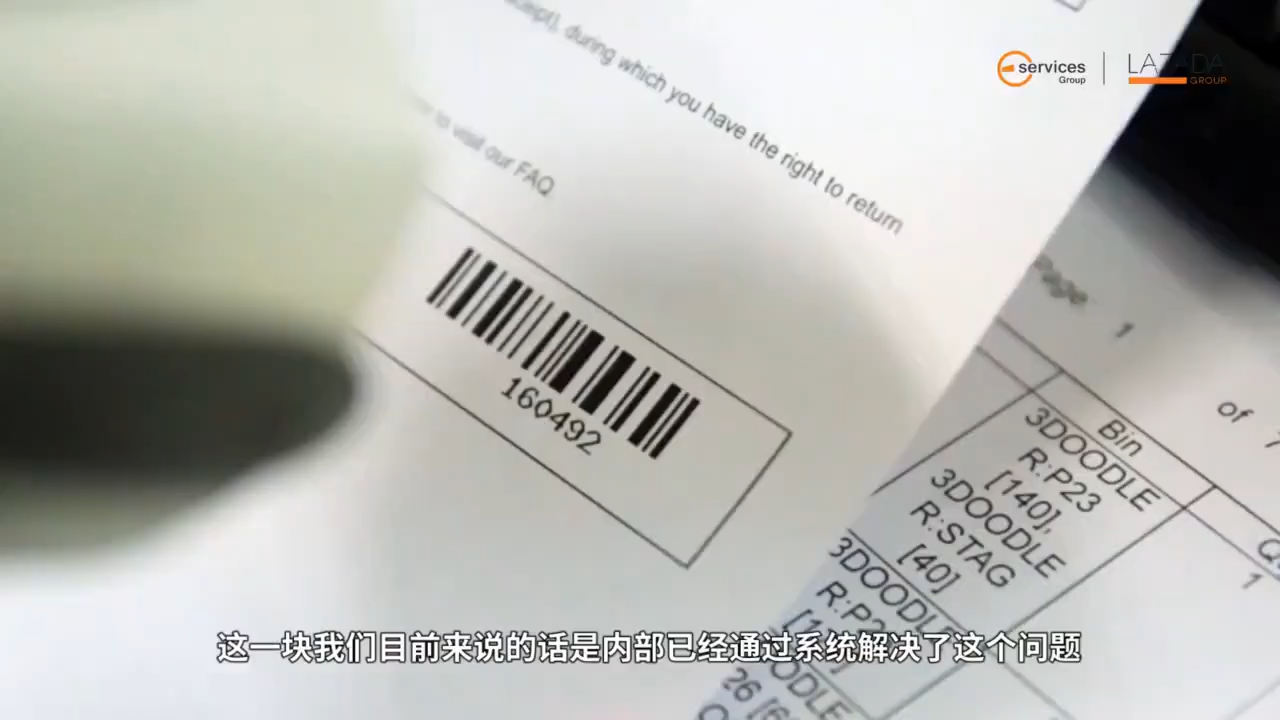 services
Group
LAZADA
GROUP
during which you have the right to return
to visit our FAQ
160492
Page 1 of 7
Bin
3DOODLE
R:P23
[140],
3DOODLE
R:STAG
[40]
1
3DOODLE
26
这一块我们目前来说的话是内部已经通过系统解决了这个问题